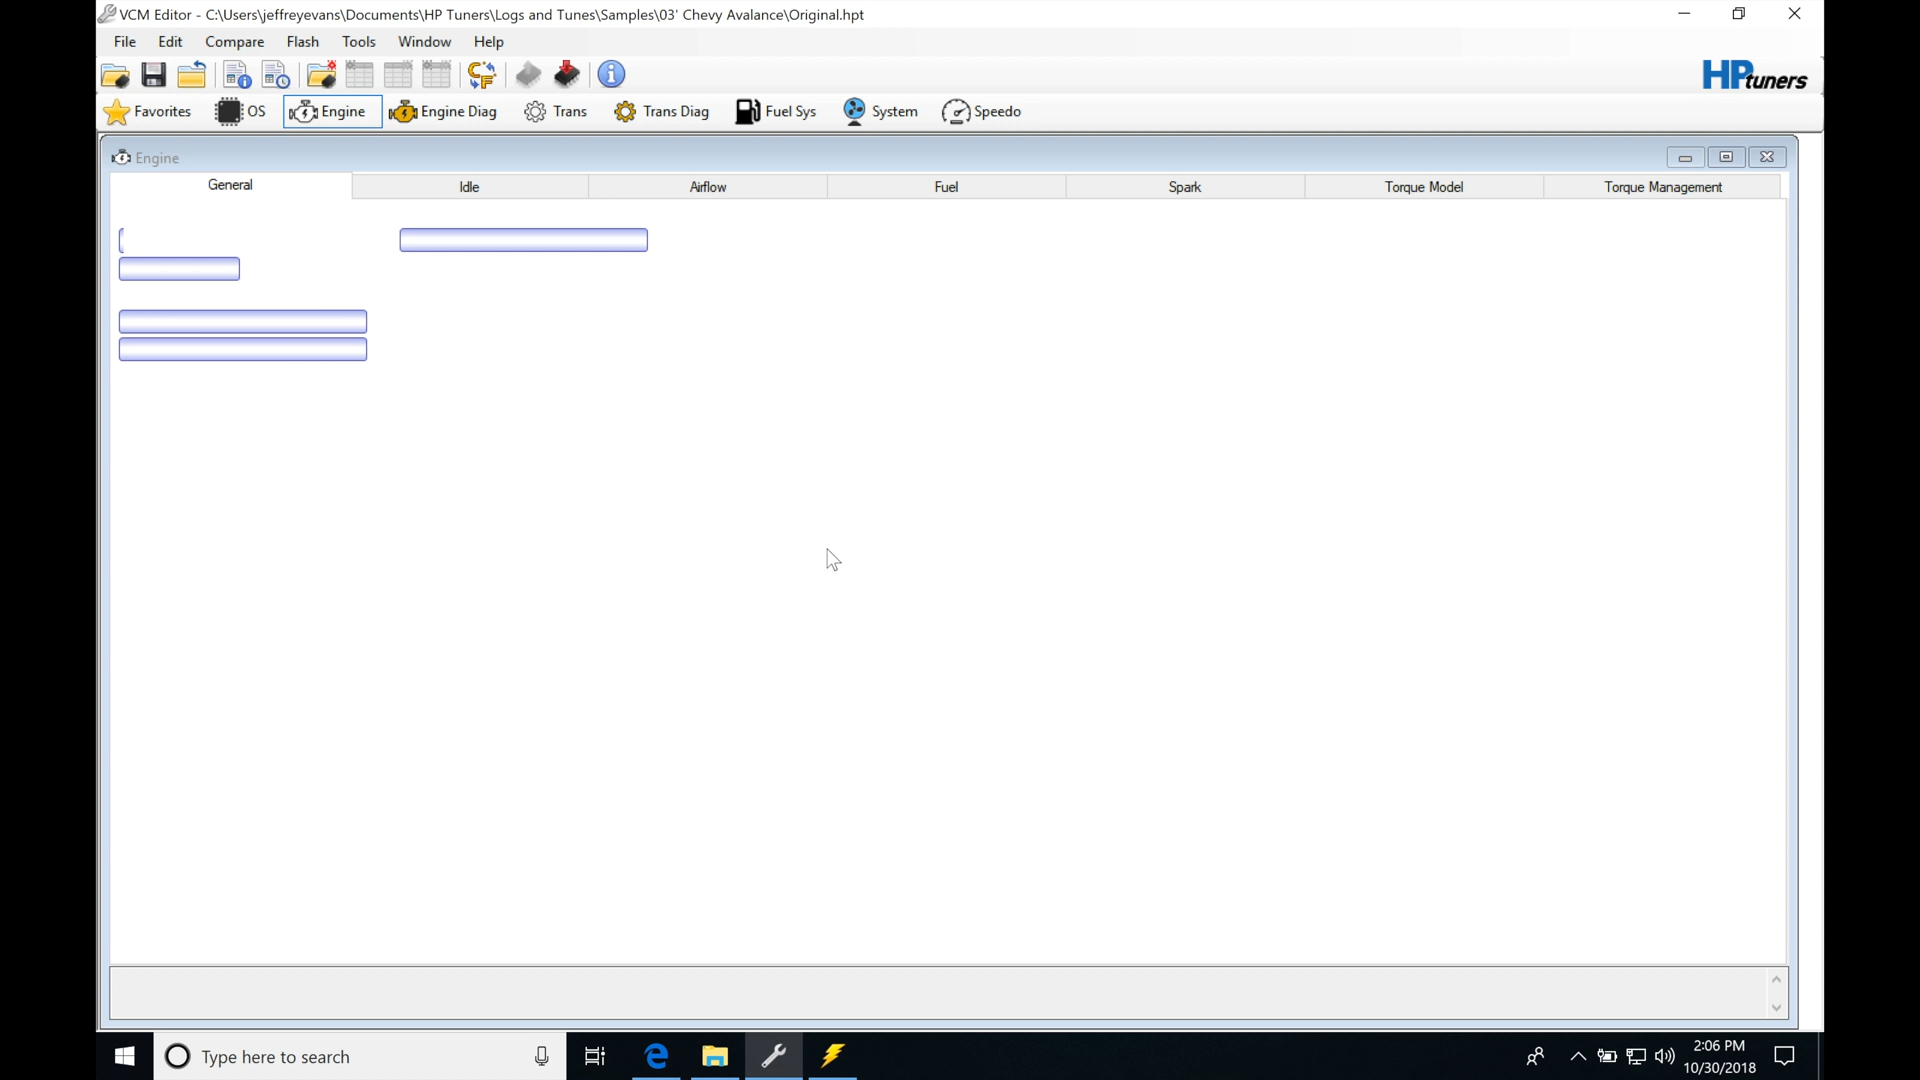 VCM Editor - C:\Users\jeffreyevans\Documents\HP Tuners\Logs and Tunes\Samples\03' Chevy Avalance\Original.hpt
File Edit Compare Flash Tools Window Help
HP tuners
Favorites OS Engine Engine Diag Trans Trans Diag Fuel Sys System Speedo
Engine
General Idle Airflow Fuel Spark Torque Model Torque Management
Type here to search
2:06 PM
10/30/2018